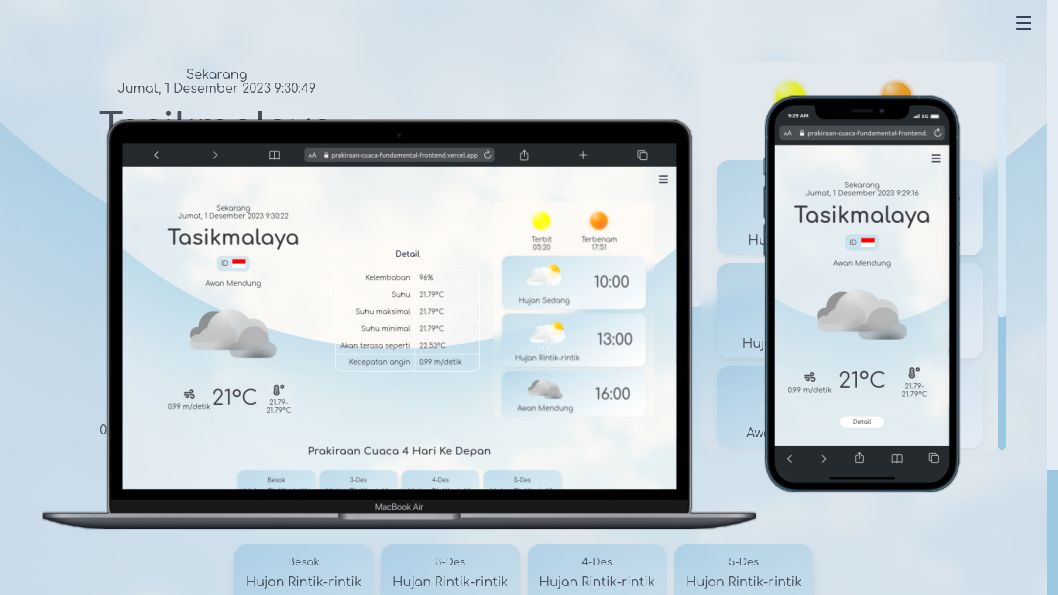 Sekarang
Jumat, 1 Desember 2023 9:30:49
Tasikmalaya
prakiraan-cuaca-fundamental-frontend.vercel.app
Sekarang
Jumat, 1 Desember 2023 9:30:22
Tasikmalaya
ID
Awan Mendung
0.99 m/detik
21°C
21.79-
21.79°C
Detail
Kelembaban 96%
Suhu 21.79°C
Suhu maksimal 21.79°C
Suhu minimal 21.79°C
Akan terasa seperti 22.53°C
Kecepatan angin 0.99 m/detik
Terbit
05:20
Terbenam
17:51
Hujan Sedang
10:00
Hujan Rintik-rintik
13:00
Awan Mendung
16:00
Prakiraan Cuaca 4 Hari Ke Depan
Besok
3-Des
4-Des
5-Des
MacBook Air
9:29 AM
5G
AA
prakiraan-cuaca-fundamental-frontend.
Sekarang
Jumat, 1 Desember 2023 9:29:16
Tasikmalaya
ID
Awan Mendung
0.99 m/detik
21°C
21.79-
21.79°C
Detail
Besok
Hujan Rintik-rintik
3-Des
Hujan Rintik-rintik
4-Des
Hujan Rintik-rintik
5-Des
Hujan Rintik-rintik